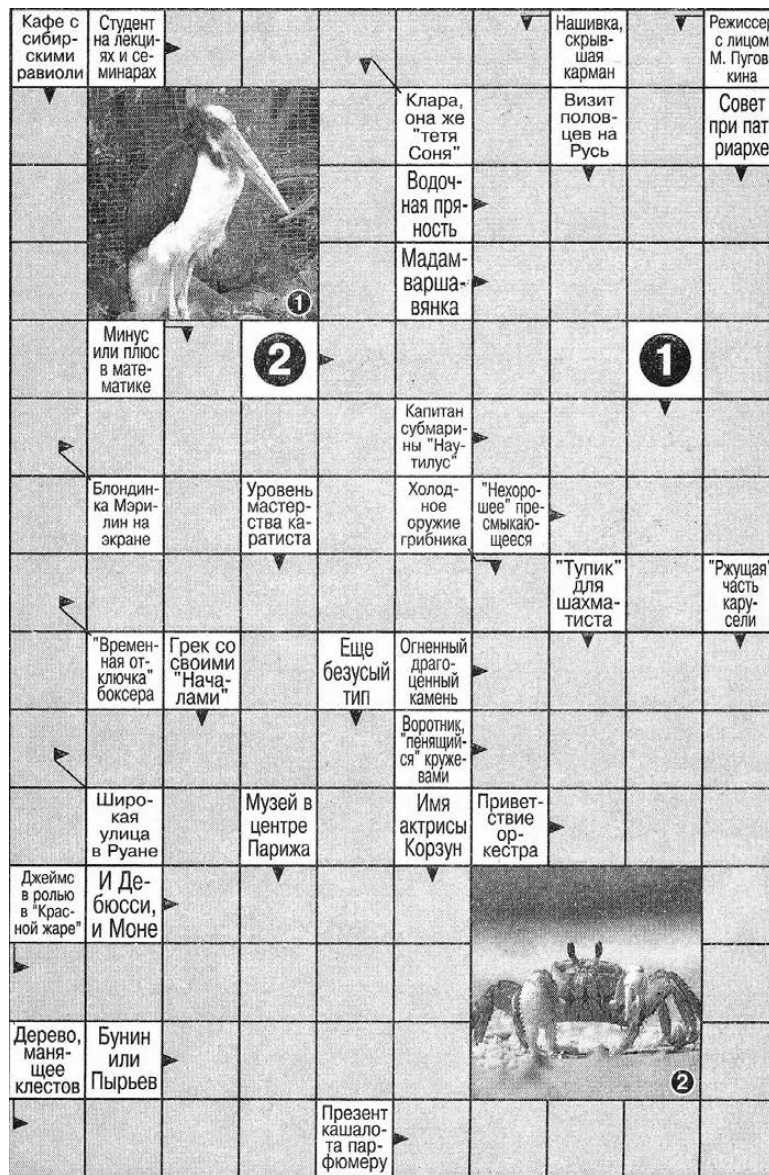 Кафе с
сибир-
скими
равиоли
Студент
на лекци-
ях и се-
минарах
Нашивка,
скрыв-
шая
карман
Режиссер
с лицом
М. Пугов
кина
Клара,
она же
"тетя
Соня"
Визит
половцев на
Русь
Совет
при пат
риархе
1
Водоч-
ная пря-
ность
Мадам-
варша-
вянка
Минус
или плюс
в мате-
матике
2
1
Капитан
субмари-
ны "На-
утилус"
Блондин-
ка Мэри-
лин на
экране
Уровень
мастер-
ства ка-
ратиста
Холод-
ное
оружие
грибника
"Нехоро-
шее" пре-
смыкаю-
щееся
"Тупик"
для
шахма-
тиста
"Ржущая"
часть
кару-
сели
"Времен-
ная от-
ключка"
боксера
Грек со
своими
"Нача-
лами"
Еще
безусый
тип
Огненный
драго-
ценный
камень
Воротник,
"пенящий-
ся" круже-
вами
Широ-
кая
улица
в Руане
Музей в
центре
Парижа
Имя
актрисы
Корзун
Привет-
ствие
ор-
кестра
Джеймс
в ролью
в "Крас-
ной жаре"
И Де-
бюсси,
и Моне
Дерево,
маня-
щее
клестов
Бунин
или
Пырьев
2
Презент
кашало-
та пар-
фюмеру